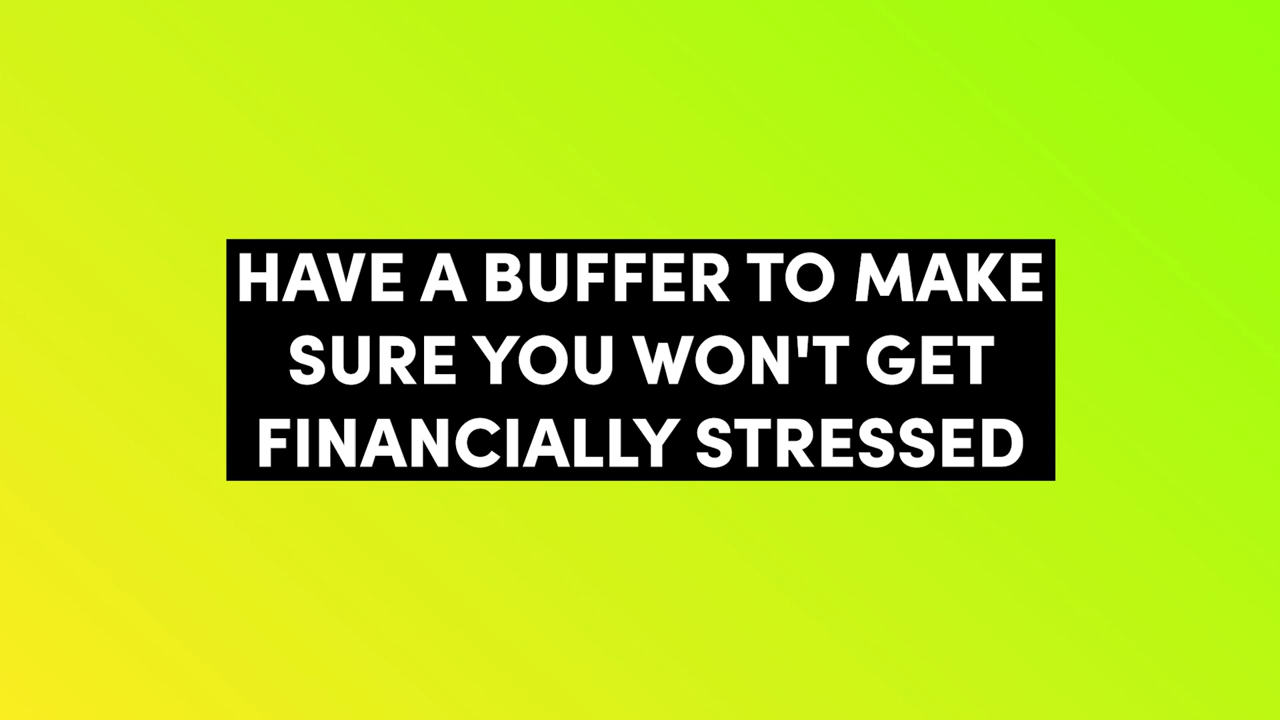 HAVE A BUFFER TO MAKE
SURE YOU WON'T GET
FINANCIALLY STRESSED